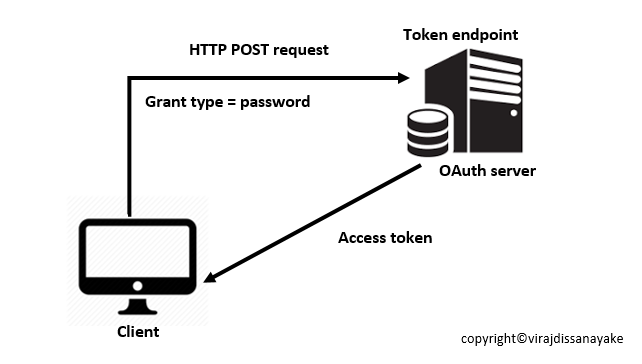 Token endpoint
HTTP POST request
Grant type = password
OAuth server
Access token
Client
copyright©virajdissanayake